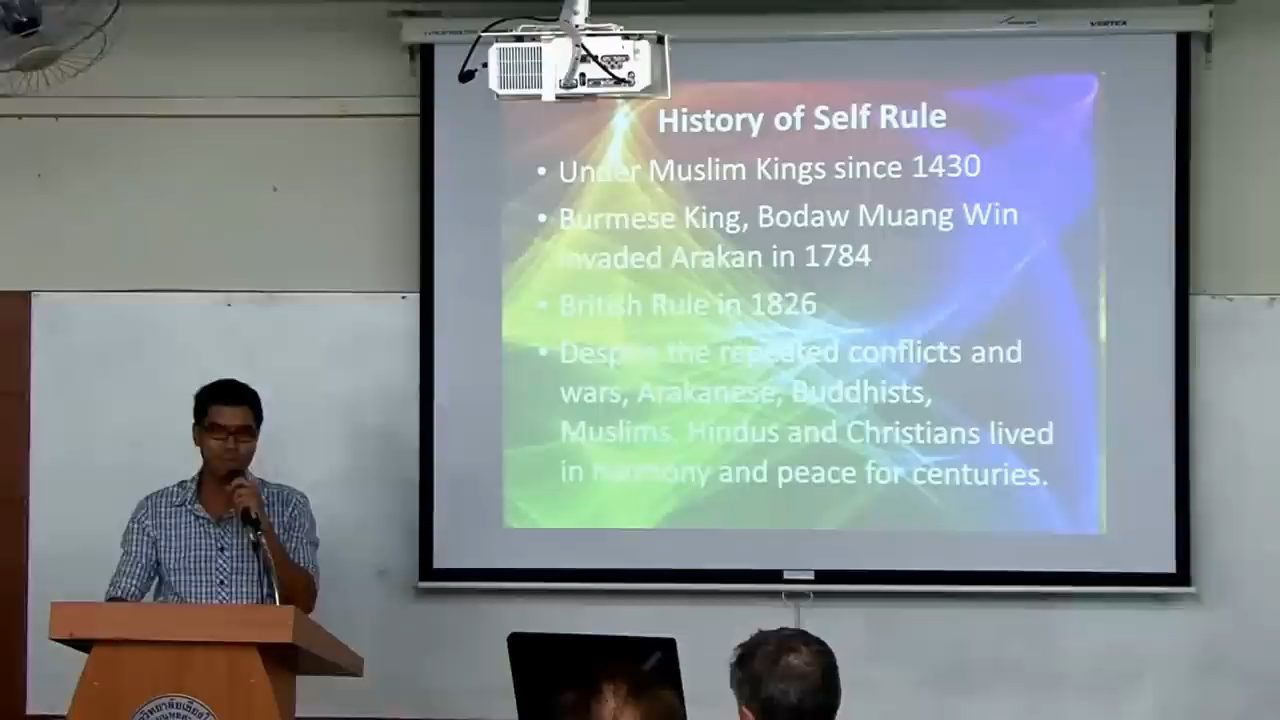 VERTEX
History of Self Rule
• Under Muslim Kings since 1430
• Burmese King, Bodaw Muang Win
invaded Arakan in 1784
• British Rule in 1826
• Despite the repeated conflicts and
wars, Arakanese, Buddhists,
Muslims, Hindus and Christians lived
in harmony and peace for centuries.